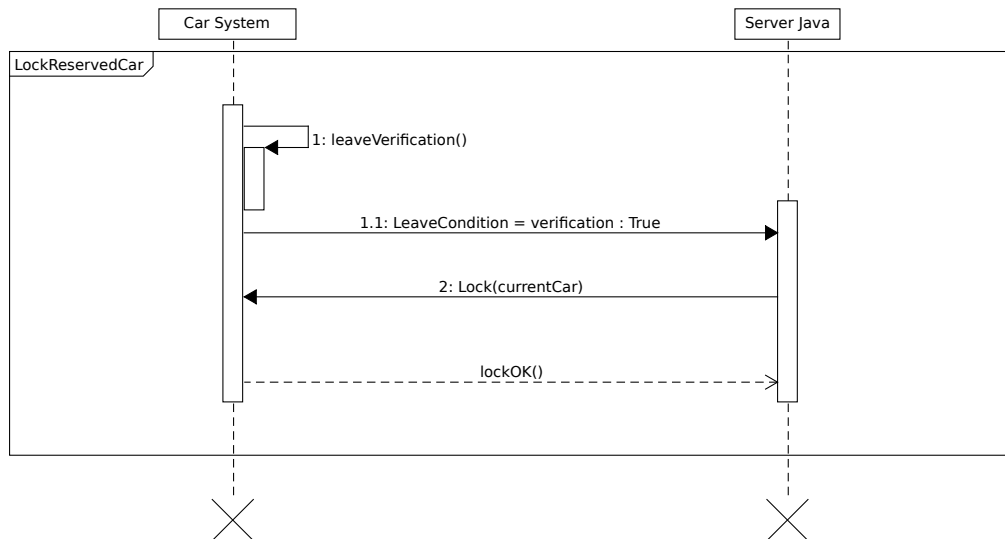 Car System
Server Java
LockReservedCar
1: leaveVerification()
1.1: LeaveCondition = verification : True
2: Lock(currentCar)
lockOK()